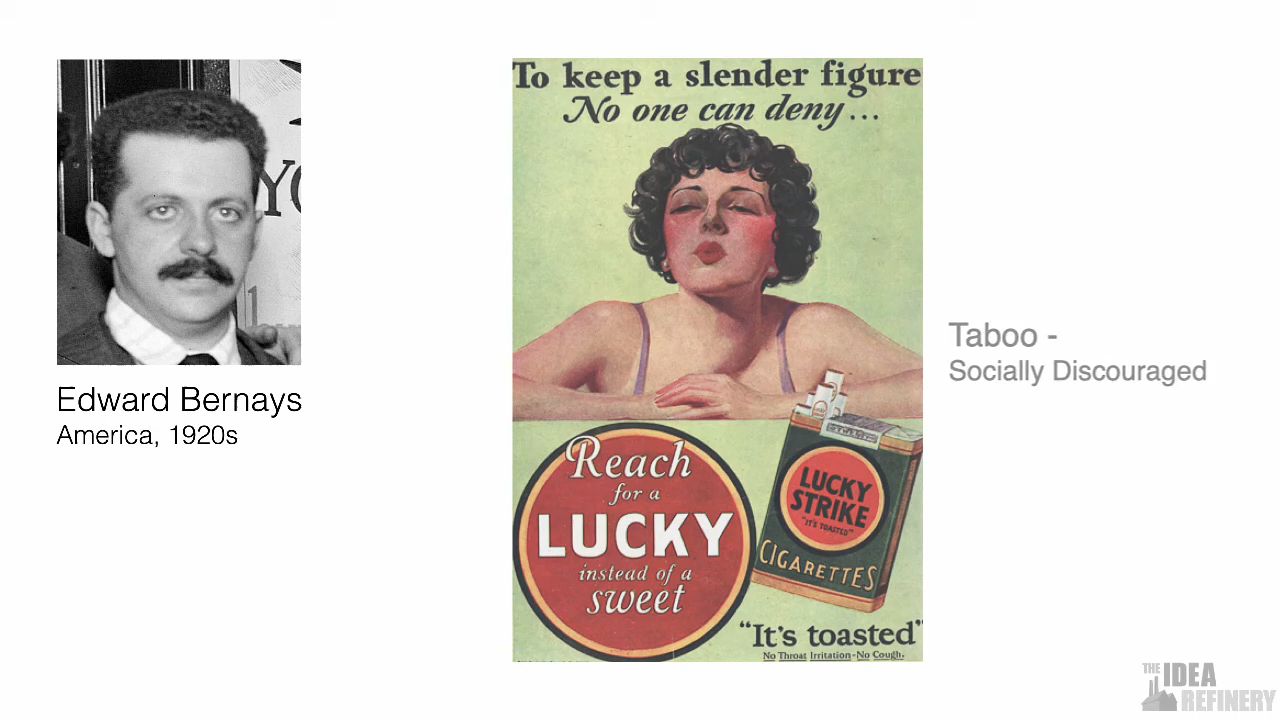 Edward Bernays
America, 1920s
To keep a slender figure
No one can deny...
Reach
for a
LUCKY
instead of a
sweet
LUCKY
STRIKE
"IT'S TOASTED"
CIGARETTES
"It's toasted"
No Throat Irritation-No Cough.
Taboo -
Socially Discouraged
THE IDEA
REFINERY